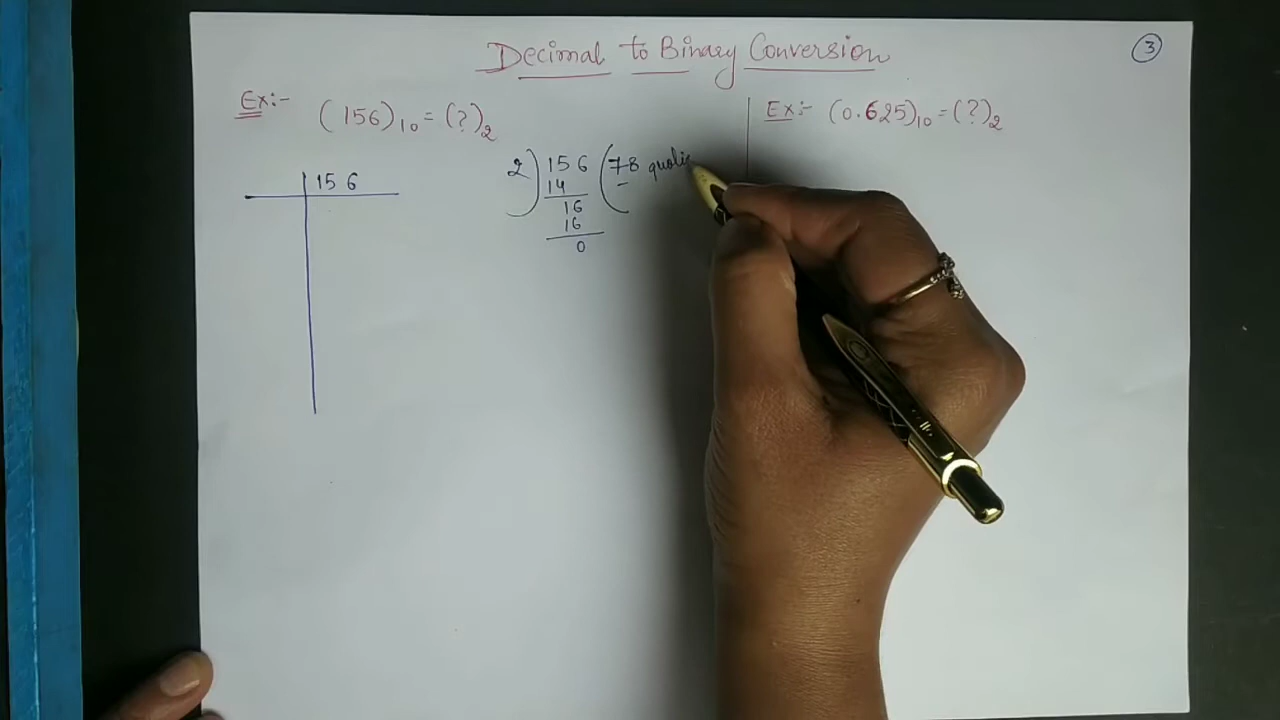 Decimal to Binary Conversion
3
Ex:- (156)10 = (?)2
156
2) 156 (78
14
16
16
0
Ex:- (0.625)10 = (?)2